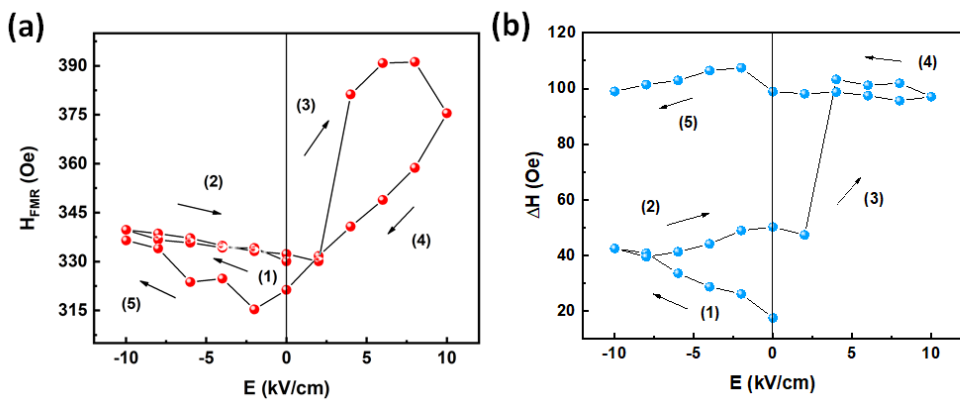 (a)
390
375
360
345
330
315
H_FMR (Oe)
(3)
(2)
(4)
(1)
(5)
-10 -5 0 5 10
E (kV/cm)
(b)
120
100
80
60
40
20
ΔH (Oe)
(4)
(5)
(2)
(3)
(1)
-10 -5 0 5 10
E (kV/cm)